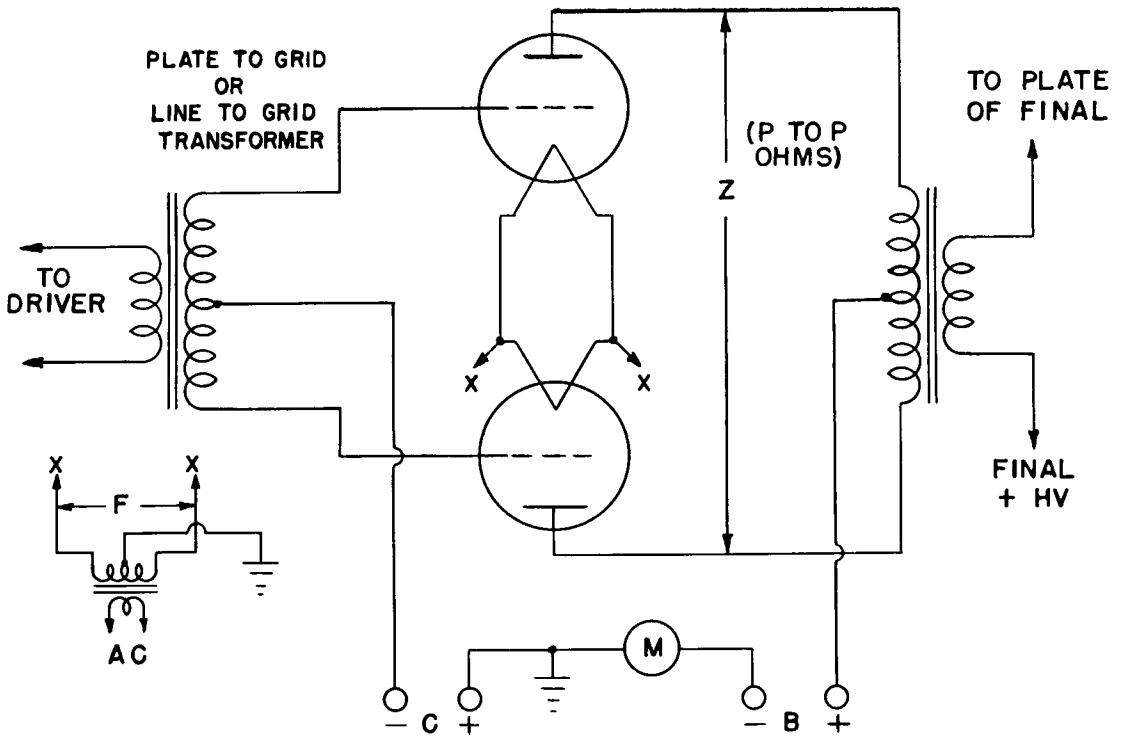 PLATE TO GRID
OR
LINE TO GRID
TRANSFORMER
TO PLATE
OF FINAL
(P TO P
OHMS)
Z
TO
DRIVER
X
X
FINAL
+ HV
X
X
F
AC
M
- C +
- B +